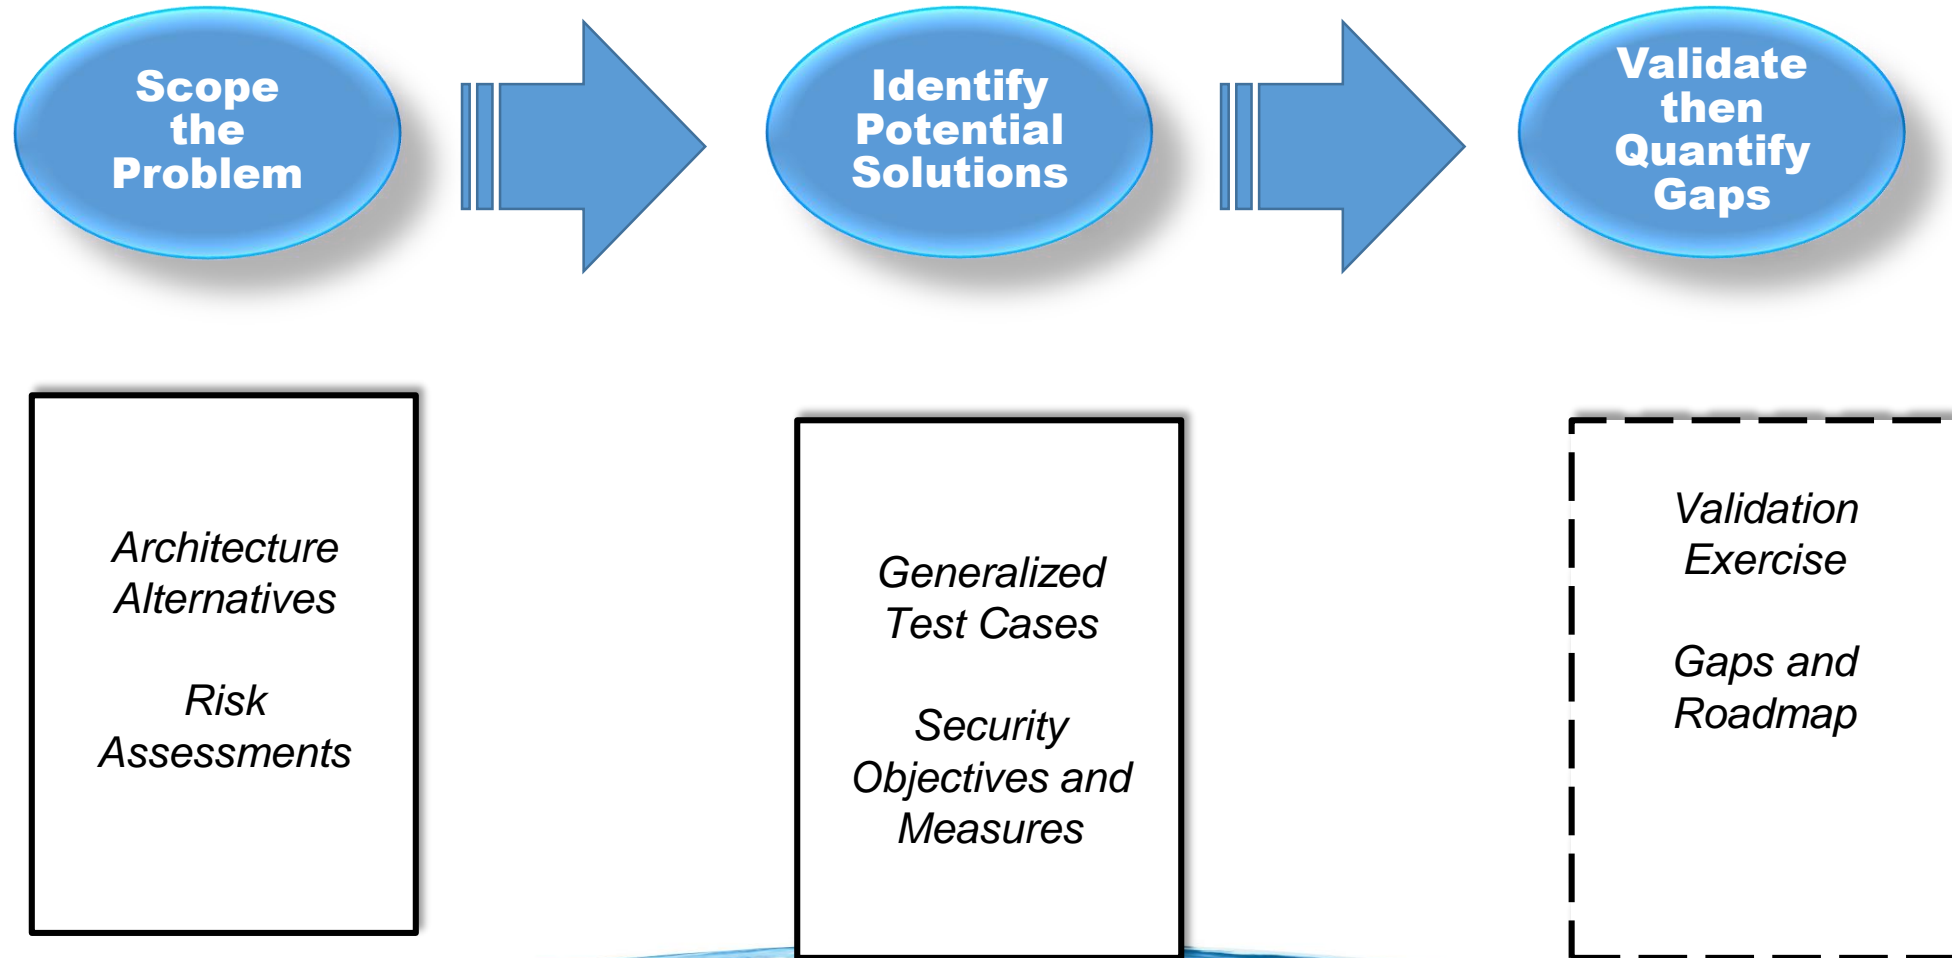 Scope
the
Problem
Identify
Potential
Solutions
Validate
then
Quantify
Gaps
Architecture
Alternatives
Risk
Assessments
Generalized
Test Cases
Security
Objectives and
Measures
Validation
Exercise
Gaps and
Roadmap